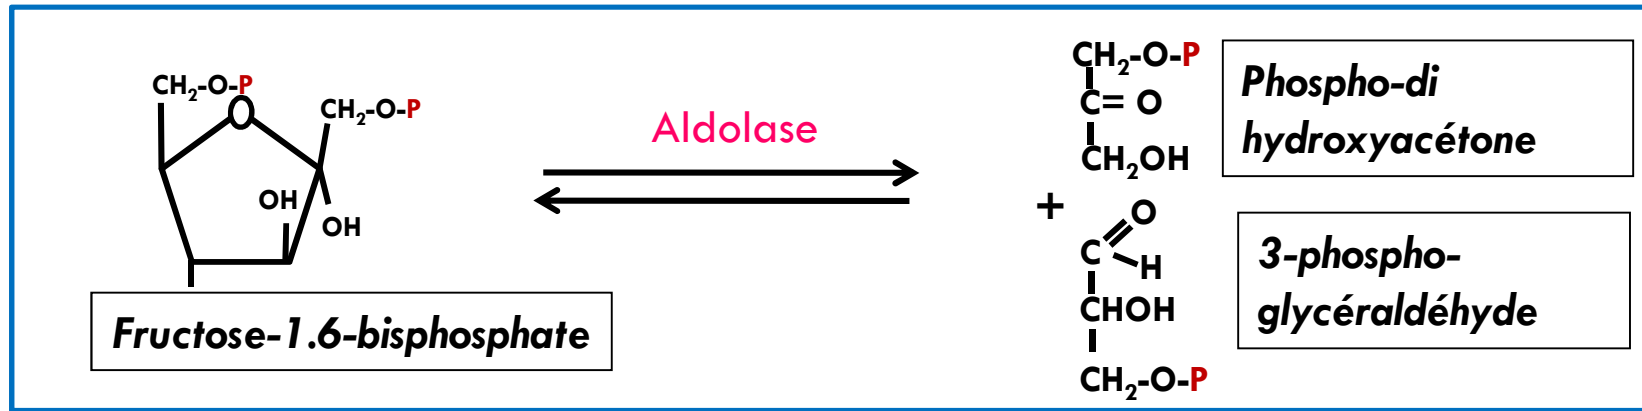 CH₂-O-P
O
CH₂-O-P
OH
OH
Fructose-1.6-bisphosphate
Aldolase
CH₂-O-P
C= O
CH₂OH
Phospho-di
hydroxyacétone
+
O
C
H
CHOH
CH₂-O-P
3-phospho-
glycéraldéhyde